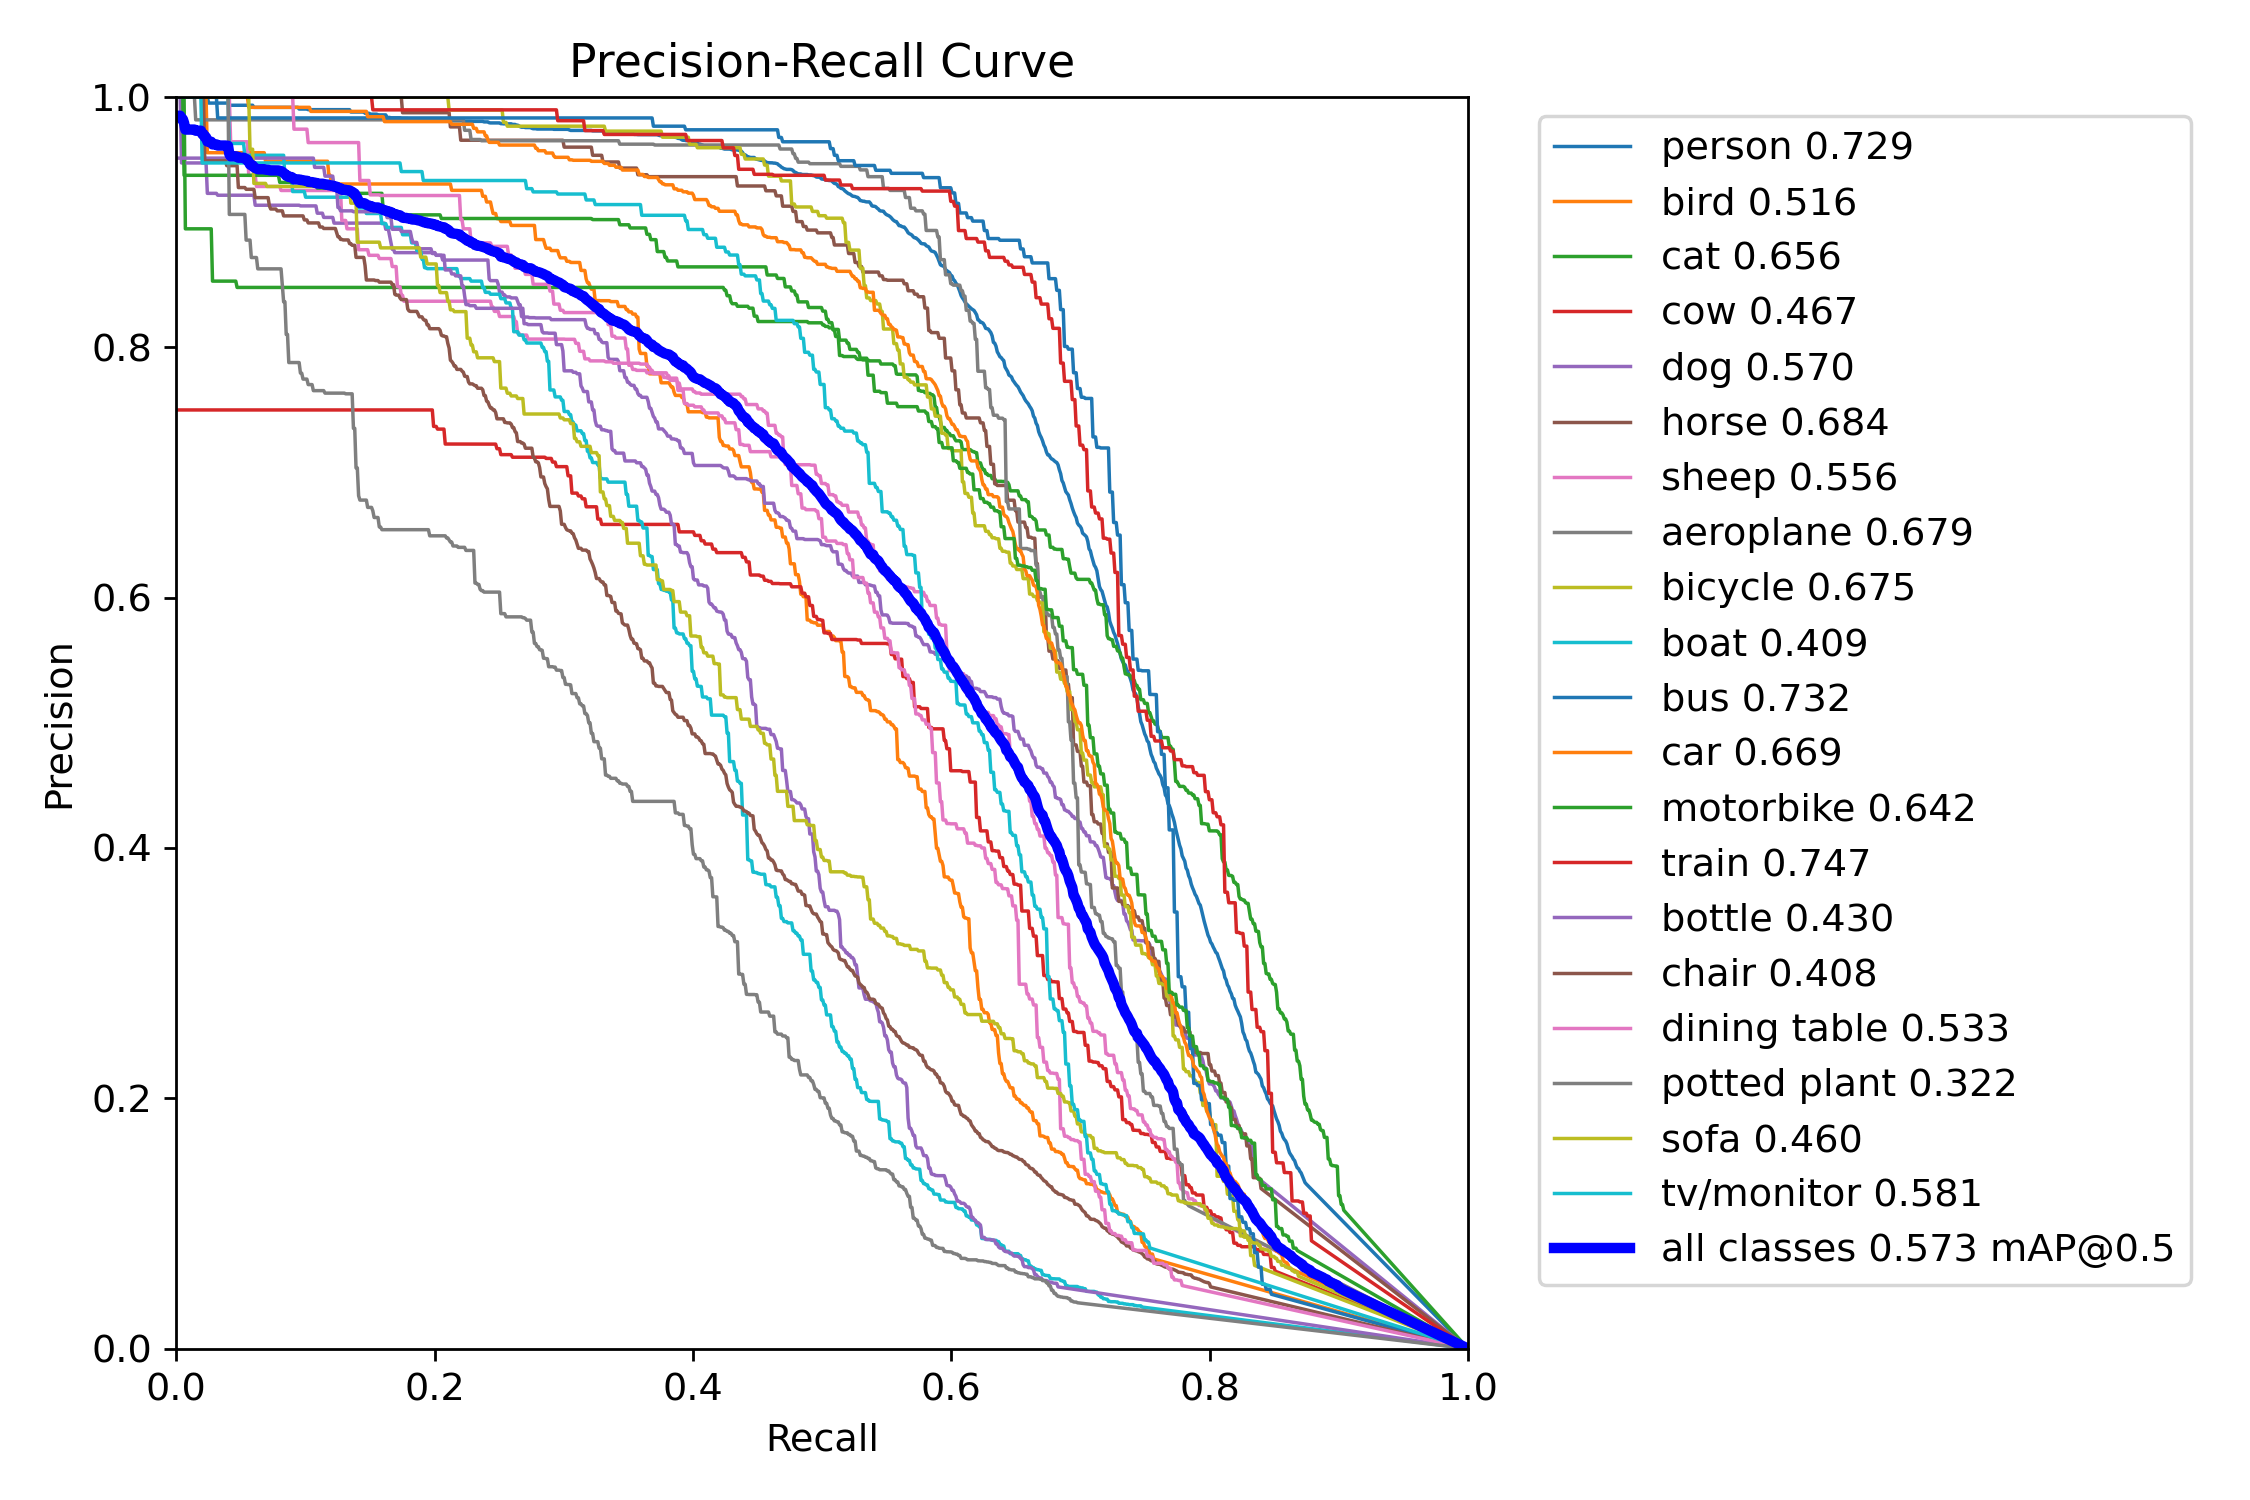 Precision-Recall Curve
1.0
0.8
0.6
0.4
0.2
0.0
Precision
0.0 0.2 0.4 0.6 0.8 1.0
Recall
person 0.729
bird 0.516
cat 0.656
cow 0.467
dog 0.570
horse 0.684
sheep 0.556
aeroplane 0.679
bicycle 0.675
boat 0.409
bus 0.732
car 0.669
motorbike 0.642
train 0.747
bottle 0.430
chair 0.408
dining table 0.533
potted plant 0.322
sofa 0.460
tv/monitor 0.581
all classes 0.573 mAP@0.5